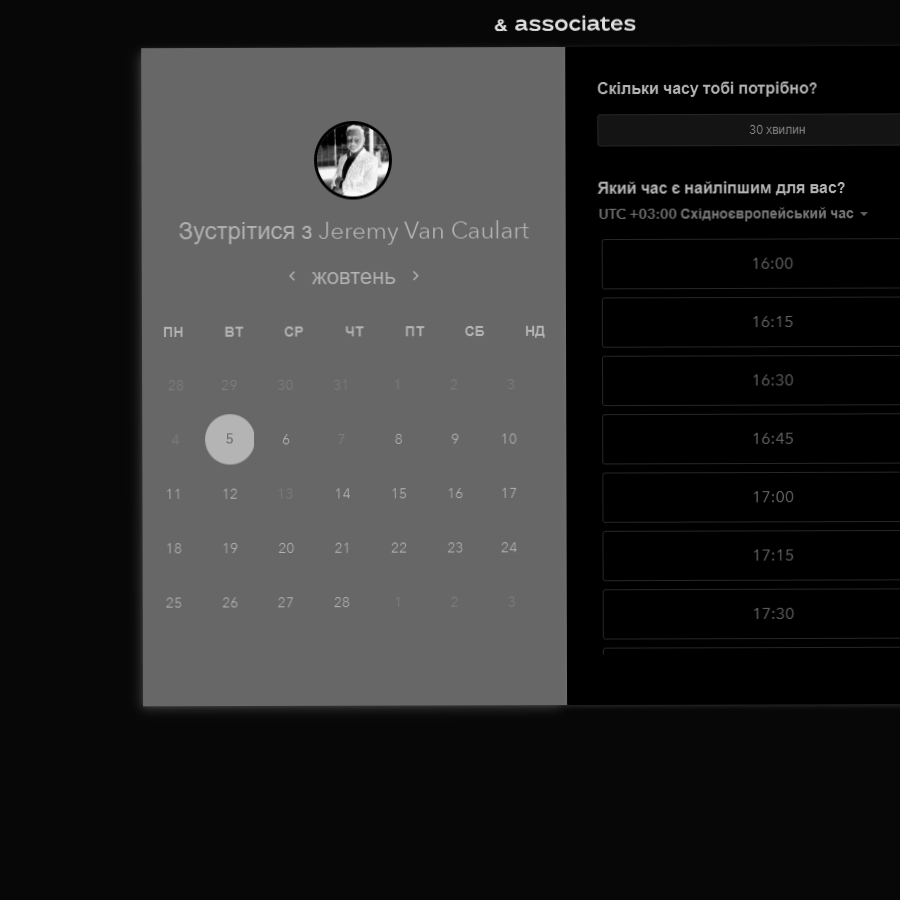 & associates
Зустрітися з Jeremy Van Caulart
жовтень
ПН ВТ СР ЧТ ПТ СБ НД
28 29 30 31 1 2 3
4 5 6 7 8 9 10
11 12 13 14 15 16 17
18 19 20 21 22 23 24
25 26 27 28 1 2 3
Скільки часу тобі потрібно?
30 хвилин
Який час є найліпшим для вас?
UTC +03:00 Східноєвропейський час
16:00
16:15
16:30
16:45
17:00
17:15
17:30